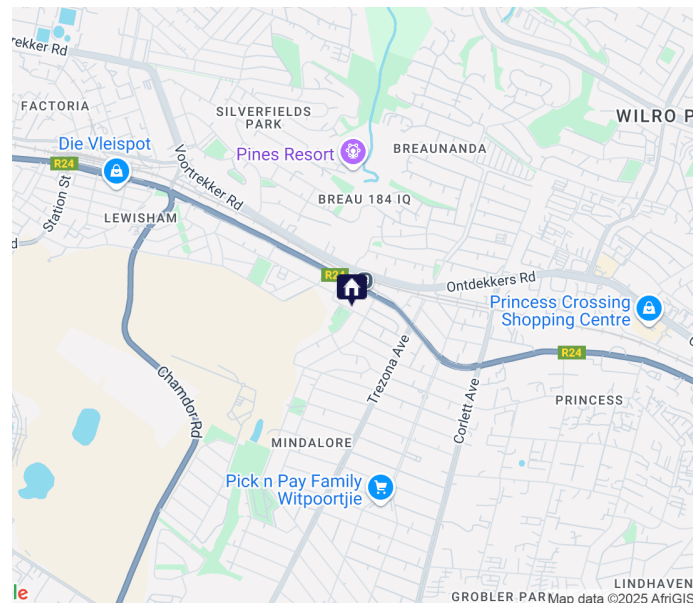 rekker Rd
FACTORIA
SILVERFIELDS
PARK
WILRO P
Die Vleispot
Voortrekker Rd
Pines Resort
BREAUNANDA
R24
Station St
BREAU 184 IQ
LEWISHAM
d
R24
Ontdekkers Rd
Princess Crossing
Shopping Centre
Trezona Ave
R24
Chamdor Rd
Corlett Ave
PRINCESS
MINDALORE
Pick n Pay Family
Witpoortjie
LINDHAVEN
GROBLER PAR
Map data ©2025 AfriGIS
le